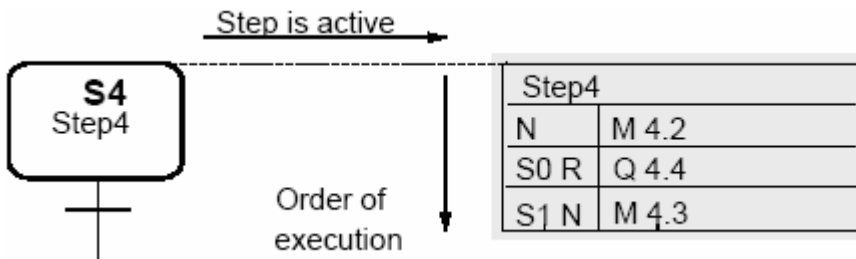 Step is active
S4
Step4
Order of
execution
Step4
N M 4.2
S0 R Q 4.4
S1 N M 4.3